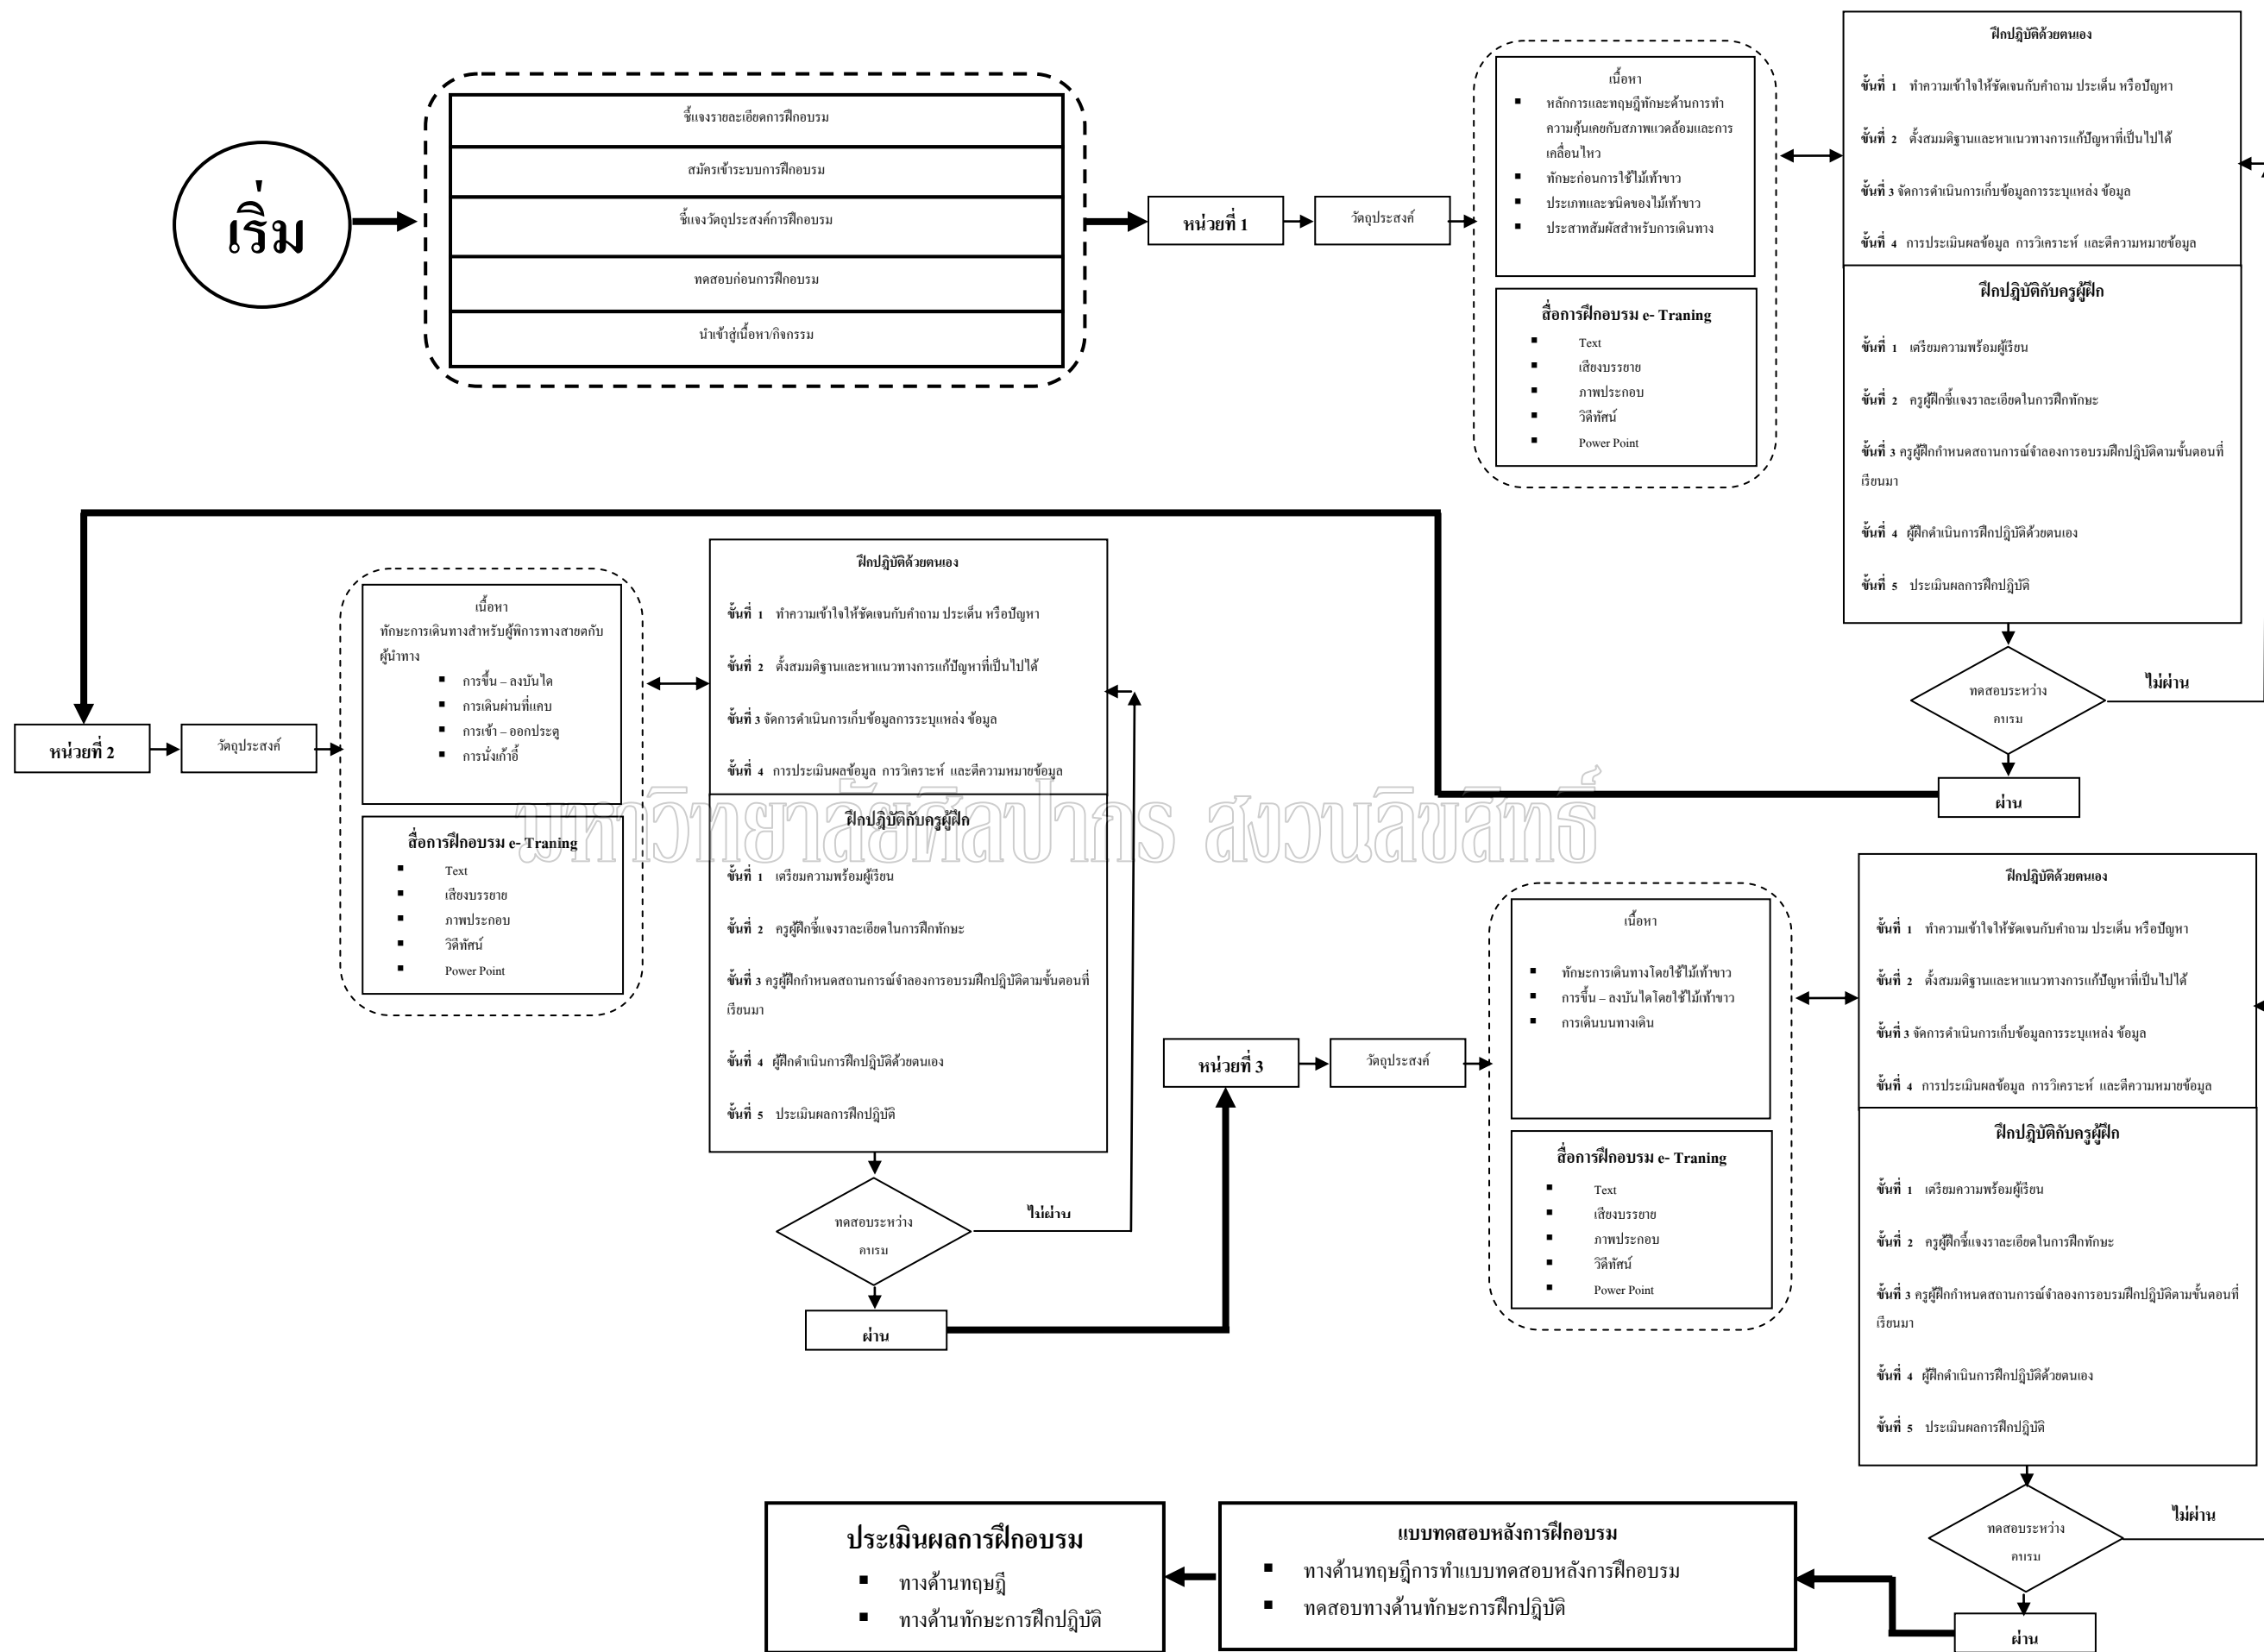 เริ่ม
ชี้แจงรายละเอียดการฝึกอบรม
สมัครเข้าระบบการฝึกอบรม
ชี้แจงวัตถุประสงค์การฝึกอบรม
ทดสอบก่อนการฝึกอบรม
นำเข้าสู่เนื้อหา/กิจกรรม
หน่วยที่ 1
วัตถุประสงค์
เนื้อหา
▪ หลักการและทฤษฎีทักษะด้านการทำ
ความคุ้นเคยกับสภาพแวดล้อมและการ
เคลื่อนไหว
▪ ทักษะก่อนการใช้ไม้เท้าขาว
▪ ประเภทและชนิดของไม้เท้าขาว
▪ ประสาทสัมผัสสำหรับการเดินทาง
สื่อการฝึกอบรม e- Traning
▪ Text
▪ เสียงบรรยาย
▪ ภาพประกอบ
▪ วิดีทัศน์
▪ Power Point
ฝึกปฎิบัติด้วยตนเอง
ขั้นที่ 1 ทำความเข้าใจให้ชัดเจนกับคำถาม ประเด็น หรือปัญหา
ขั้นที่ 2 ตั้งสมมติฐานและหาแนวทางการแก้ปัญหาที่เป็นไปได้
ขั้นที่ 3 จัดการดำเนินการเก็บข้อมูลการระบุแหล่ง ข้อมูล
ขั้นที่ 4 การประเมินผลข้อมูล การวิเคราะห์ และตีความหมายข้อมูล
ฝึกปฎิบัติกับครูผู้ฝึก
ขั้นที่ 1 เตรียมความพร้อมผู้เรียน
ขั้นที่ 2 ครูผู้ฝึกชี้แจงราละเอียดในการฝึกทักษะ
ขั้นที่ 3 ครูผู้ฝึกกำหนดสถานการณ์จำลองการอบรมฝึกปฎิบัติตามขั้นตอนที่
เรียนมา
ขั้นที่ 4 ผู้ฝึกดำเนินการฝึกปฎิบัติด้วยตนเอง
ขั้นที่ 5 ประเมินผลการฝึกปฎิบัติ
ทดสอบระหว่าง
อบรม
ไม่ผ่าน
ผ่าน
หน่วยที่ 2
วัตถุประสงค์
เนื้อหา
ทักษะการเดินทางสำหรับผู้พิการทางสายตกับ
ผู้นำทาง
▪ การขึ้น – ลงบันได
▪ การเดินผ่านที่แคบ
▪ การเข้า – ออกประตู
▪ การนั่งเก้าอี้
สื่อการฝึกอบรม e- Traning
▪ Text
▪ เสียงบรรยาย
▪ ภาพประกอบ
▪ วิดีทัศน์
▪ Power Point
ฝึกปฎิบัติด้วยตนเอง
ขั้นที่ 1 ทำความเข้าใจให้ชัดเจนกับคำถาม ประเด็น หรือปัญหา
ขั้นที่ 2 ตั้งสมมติฐานและหาแนวทางการแก้ปัญหาที่เป็นไปได้
ขั้นที่ 3 จัดการดำเนินการเก็บข้อมูลการระบุแหล่ง ข้อมูล
ขั้นที่ 4 การประเมินผลข้อมูล การวิเคราะห์ และตีความหมายข้อมูล
ฝึกปฎิบัติกับครูผู้ฝึก
ขั้นที่ 1 เตรียมความพร้อมผู้เรียน
ขั้นที่ 2 ครูผู้ฝึกชี้แจงราละเอียดในการฝึกทักษะ
ขั้นที่ 3 ครูผู้ฝึกกำหนดสถานการณ์จำลองการอบรมฝึกปฎิบัติตามขั้นตอนที่
เรียนมา
ขั้นที่ 4 ผู้ฝึกดำเนินการฝึกปฎิบัติด้วยตนเอง
ขั้นที่ 5 ประเมินผลการฝึกปฎิบัติ
ทดสอบระหว่าง
อบรม
ไม่ผ่าน
ผ่าน
มหาวิทยาลัยศิลปากร สงวนลิขสิทธิ์
หน่วยที่ 3
วัตถุประสงค์
เนื้อหา
▪ ทักษะการเดินทางโดยใช้ไม้เท้าขาว
▪ การขึ้น – ลงบันไดโดยใช้ไม้เท้าขาว
▪ การเดินบนทางเดิน
สื่อการฝึกอบรม e- Traning
▪ Text
▪ เสียงบรรยาย
▪ ภาพประกอบ
▪ วิดีทัศน์
▪ Power Point
ฝึกปฎิบัติด้วยตนเอง
ขั้นที่ 1 ทำความเข้าใจให้ชัดเจนกับคำถาม ประเด็น หรือปัญหา
ขั้นที่ 2 ตั้งสมมติฐานและหาแนวทางการแก้ปัญหาที่เป็นไปได้
ขั้นที่ 3 จัดการดำเนินการเก็บข้อมูลการระบุแหล่ง ข้อมูล
ขั้นที่ 4 การประเมินผลข้อมูล การวิเคราะห์ และตีความหมายข้อมูล
ฝึกปฎิบัติกับครูผู้ฝึก
ขั้นที่ 1 เตรียมความพร้อมผู้เรียน
ขั้นที่ 2 ครูผู้ฝึกชี้แจงราละเอียดในการฝึกทักษะ
ขั้นที่ 3 ครูผู้ฝึกกำหนดสถานการณ์จำลองการอบรมฝึกปฎิบัติตามขั้นตอนที่
เรียนมา
ขั้นที่ 4 ผู้ฝึกดำเนินการฝึกปฎิบัติด้วยตนเอง
ขั้นที่ 5 ประเมินผลการฝึกปฎิบัติ
ทดสอบระหว่าง
อบรม
ไม่ผ่าน
ผ่าน
แบบทดสอบหลังการฝึกอบรม
▪ ทางด้านทฤษฎีการทำแบบทดสอบหลังการฝึกอบรม
▪ ทดสอบทางด้านทักษะการฝึกปฎิบัติ
ประเมินผลการฝึกอบรม
▪ ทางด้านทฤษฎี
▪ ทางด้านทักษะการฝึกปฎิบัติ